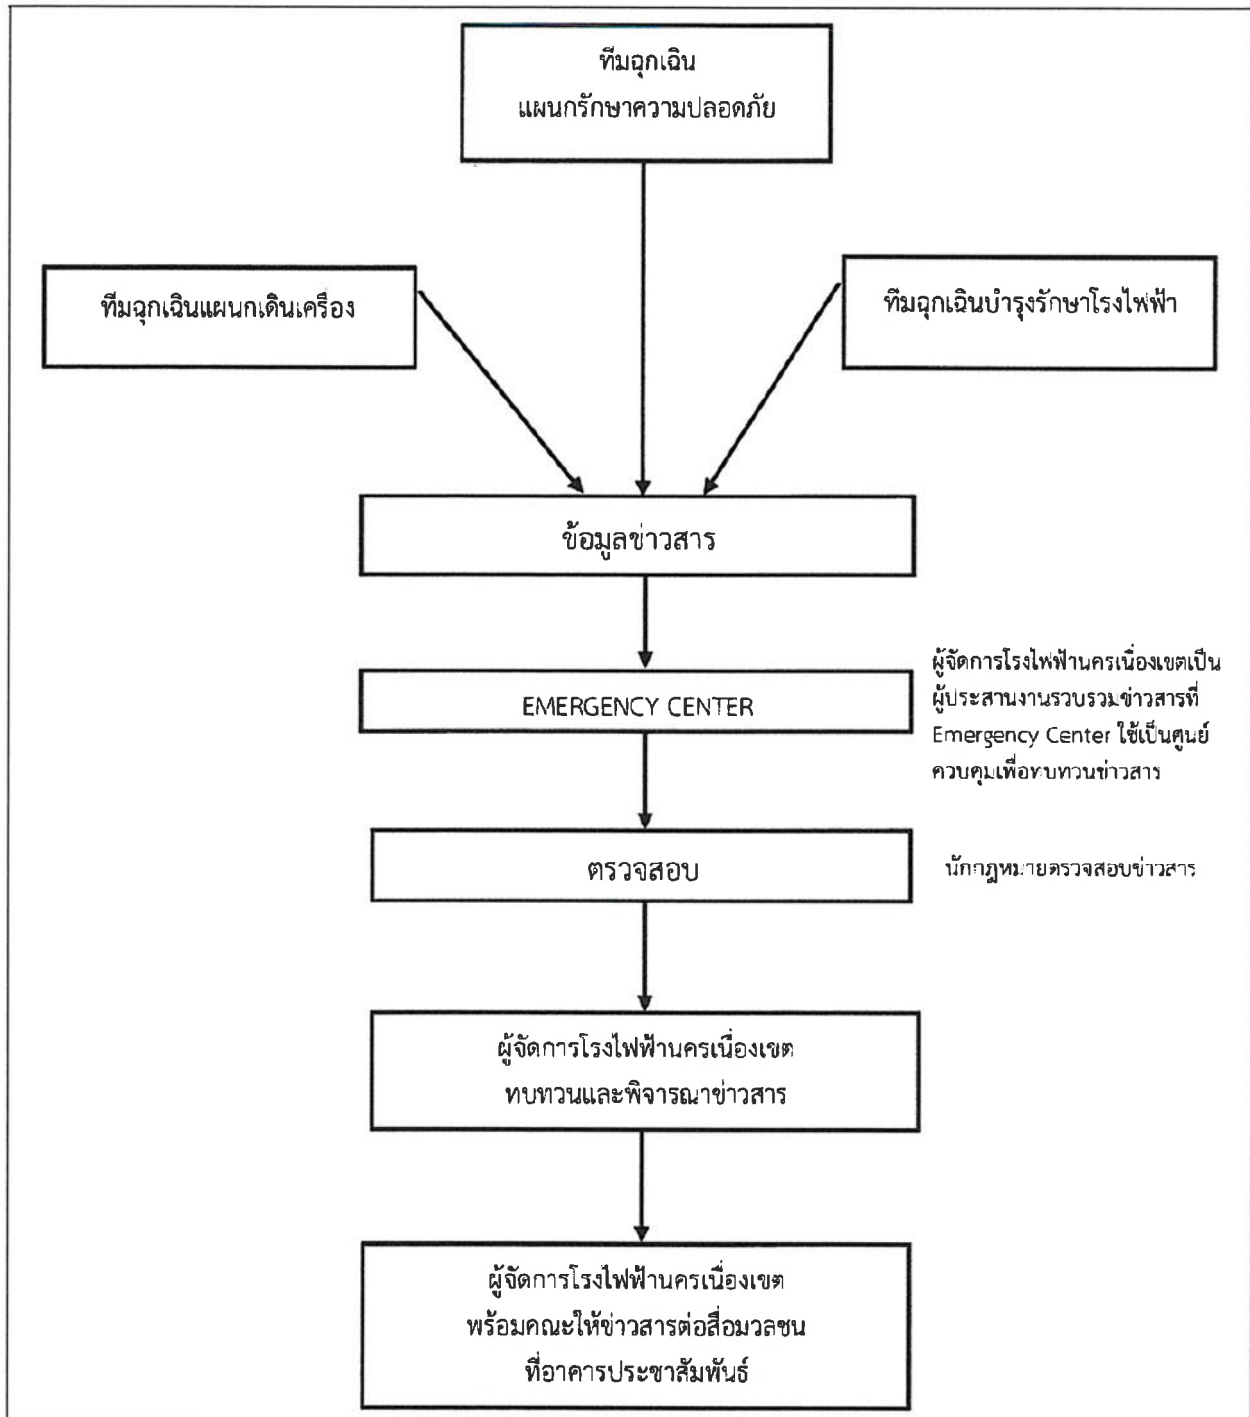 ทีมฉุกเฉิน
แผนกรักษาความปลอดภัย
ทีมฉุกเฉินแผนกเดินเครื่อง
ทีมฉุกเฉินบำรุงรักษาโรงไฟฟ้า
ข้อมูลข่าวสาร
EMERGENCY CENTER
ผู้จัดการโรงไฟฟ้านครเนื่องเขตเป็น
ผู้ประสานงานรวบรวมข่าวสารที่
Emergency Center ใช้เป็นศูนย์
ควบคุมเพื่อทบทวนข่าวสาร
ตรวจสอบ
นักกฎหมายตรวจสอบข่าวสาร
ผู้จัดการโรงไฟฟ้านครเนื่องเขต
ทบทวนและพิจารณาข่าวสาร
ผู้จัดการโรงไฟฟ้านครเนื่องเขต
พร้อมคณะให้ข่าวสารต่อสื่อมวลชน
ที่อาคารประชาสัมพันธ์